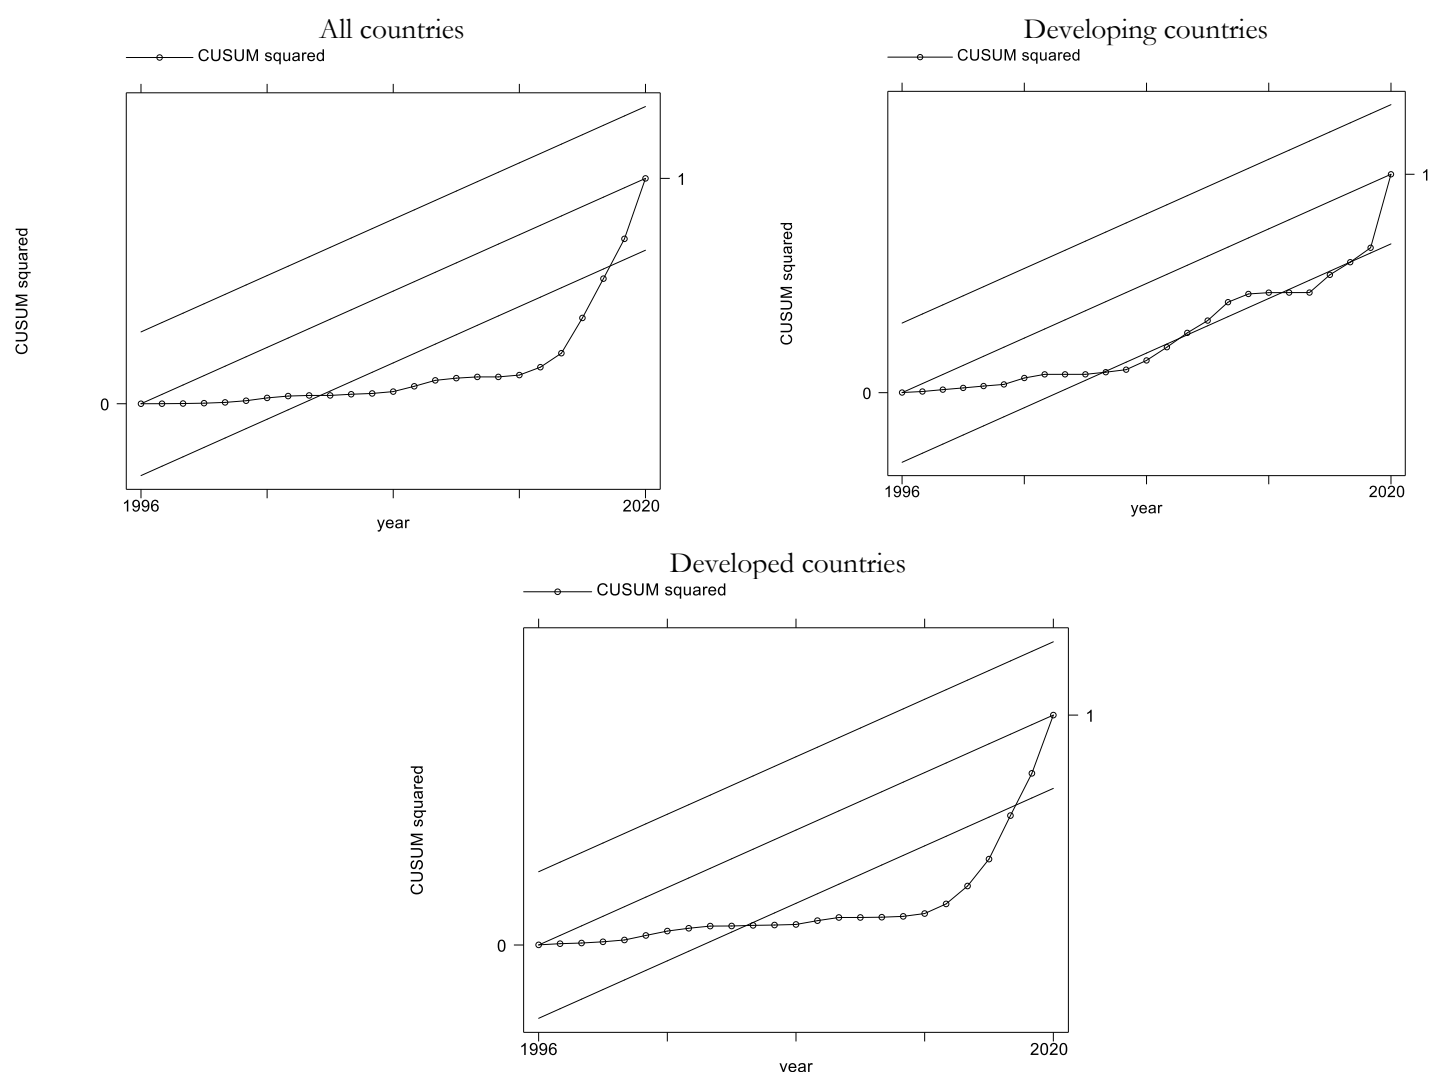 All countries
CUSUM squared
CUSUM squared
1
0
1996
2020
year
Developing countries
CUSUM squared
CUSUM squared
1
0
1996
2020
year
Developed countries
CUSUM squared
CUSUM squared
1
0
1996
2020
year